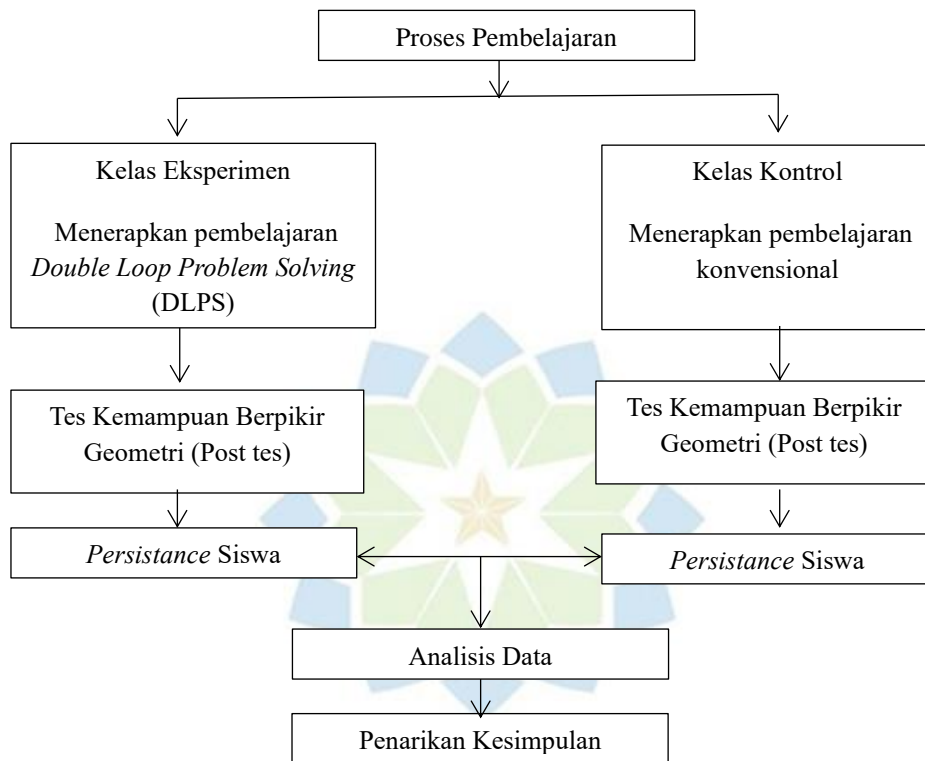 Proses Pembelajaran
Kelas Eksperimen
Menerapkan pembelajaran
Double Loop Problem Solving
(DLPS)
Kelas Kontrol
Menerapkan pembelajaran
konvensional
Tes Kemampuan Berpikir
Geometri (Post tes)
Tes Kemampuan Berpikir
Geometri (Post tes)
Persistance Siswa
Persistance Siswa
Analisis Data
Penarikan Kesimpulan